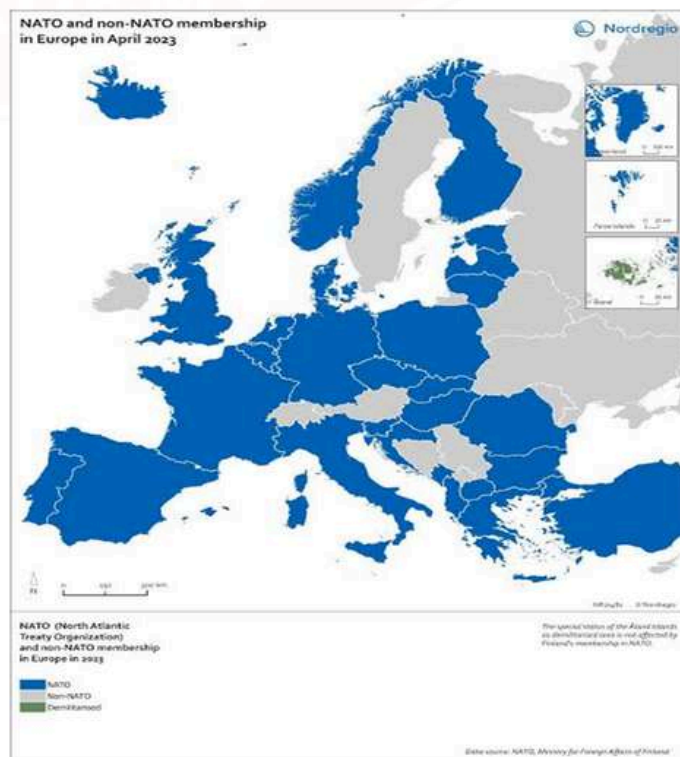 NATO and non-NATO membership
in Europe in April 2023
Nordregio
Faroe Islands
Åland
© Nordregio
NATO (North Atlantic
Treaty Organization)
and non-NATO membership
in Europe in 2023
The special status of the Åland Islands
as demilitarised area is not affected by
Finland's membership in NATO.
NATO
Non-NATO
Demilitarised
Data source: NATO, Ministry for Foreign Affairs of Finland